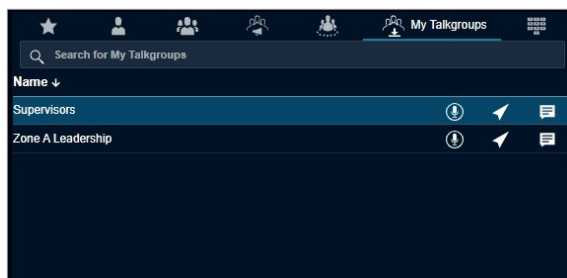 My Talkgroups
Search for My Talkgroups
Name ↓
Supervisors
Zone A Leadership